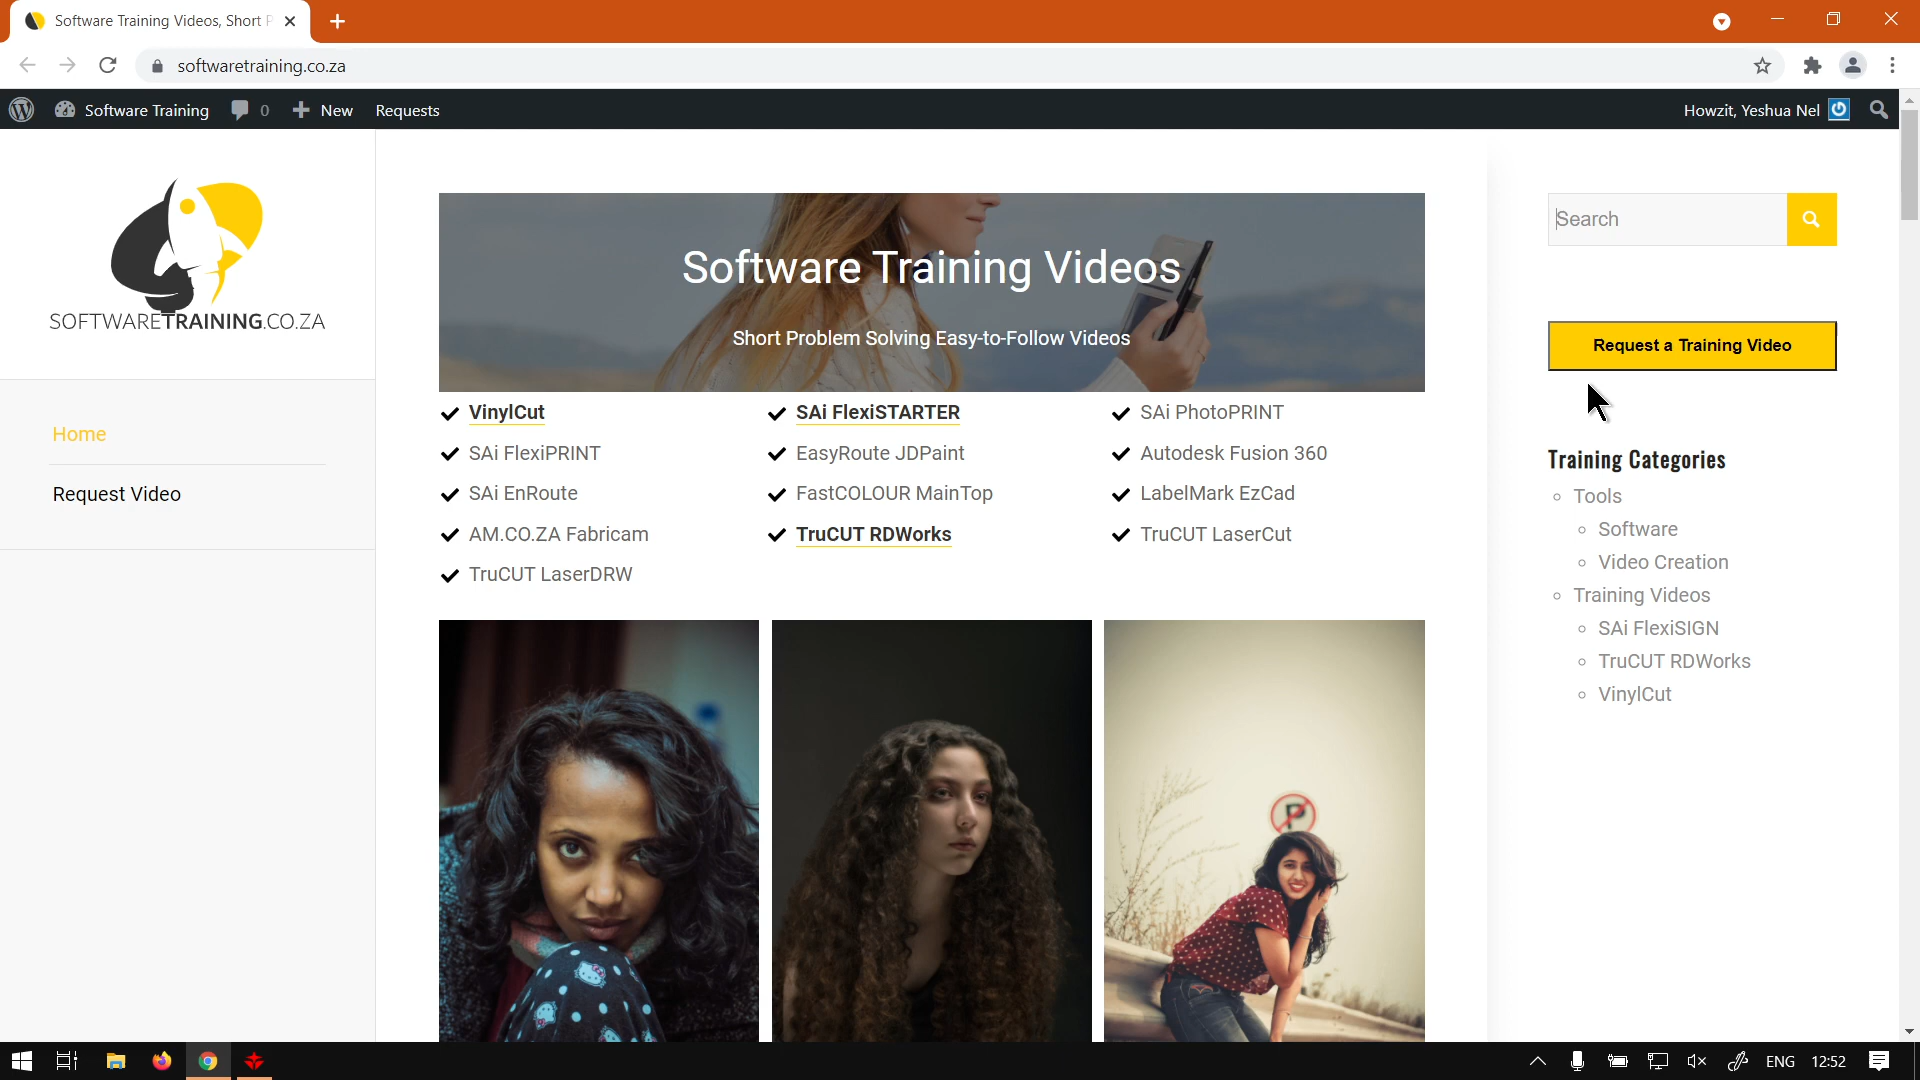 Software Training Videos, Short P
softwaretraining.co.za
Software Training
0
New
Requests
Howzit, Yeshua Nel
SOFTWARETRAINING.CO.ZA
Home
Request Video
Software Training Videos
Short Problem Solving Easy-to-Follow Videos
VinylCut
SAi FlexiSTARTER
SAi PhotoPRINT
SAi FlexiPRINT
EasyRoute JDPaint
Autodesk Fusion 360
SAi EnRoute
FastCOLOUR MainTop
LabelMark EzCad
AM.CO.ZA Fabricam
TruCUT RDWorks
TruCUT LaserCut
TruCUT LaserDRW
P
Search
Request a Training Video
Training Categories
Tools
Software
Video Creation
Training Videos
SAi FlexiSIGN
TruCUT RDWorks
VinylCut
ENG
12:52